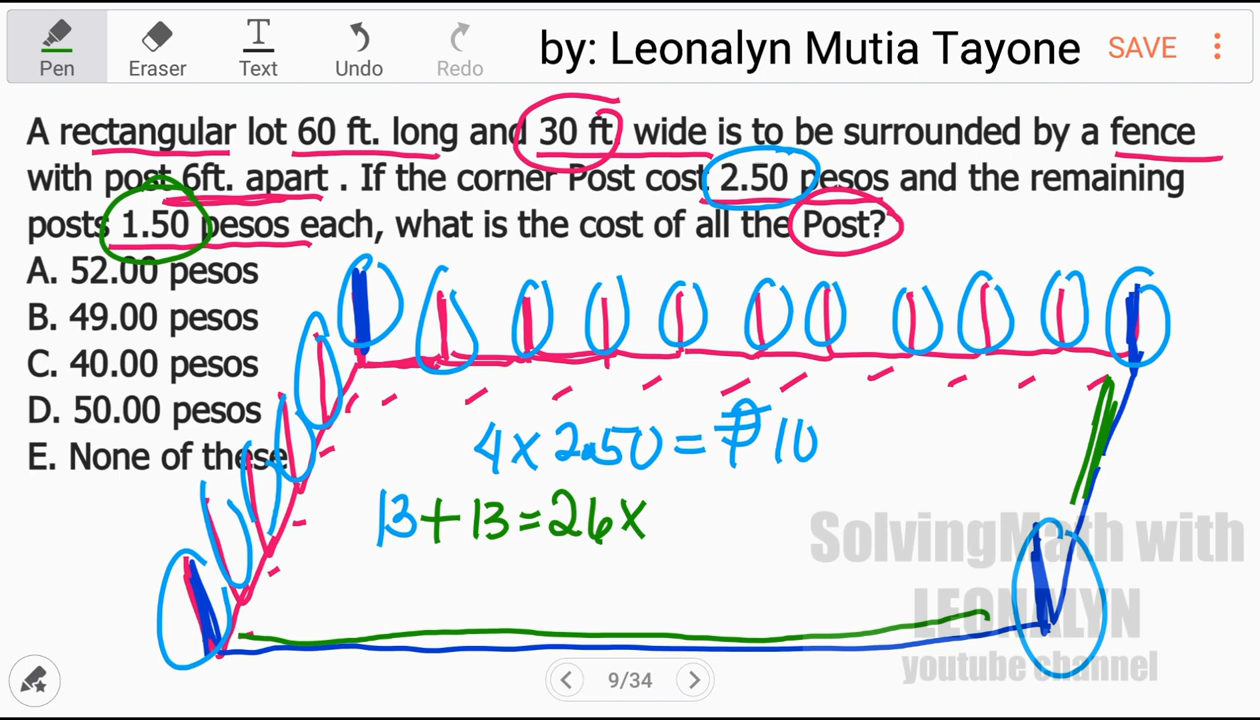 Pen Eraser Text Undo Redo by: Leonalyn Mutia Tayone SAVE
A rectangular lot 60 ft. long and 30 ft, wide is to be surrounded by a fence
with post 6ft. apart . If the corner Post cost 2.50 pesos and the remaining
posts 1.50 pesos each, what is the cost of all the Post?
A. 52.00 pesos
B. 49.00 pesos
C. 40.00 pesos
D. 50.00 pesos
E. None of these
4 x 2.50 = ₱10
13 + 13 = 26 x
SolvingMath with
LEONALYN
youtube channel
9/34